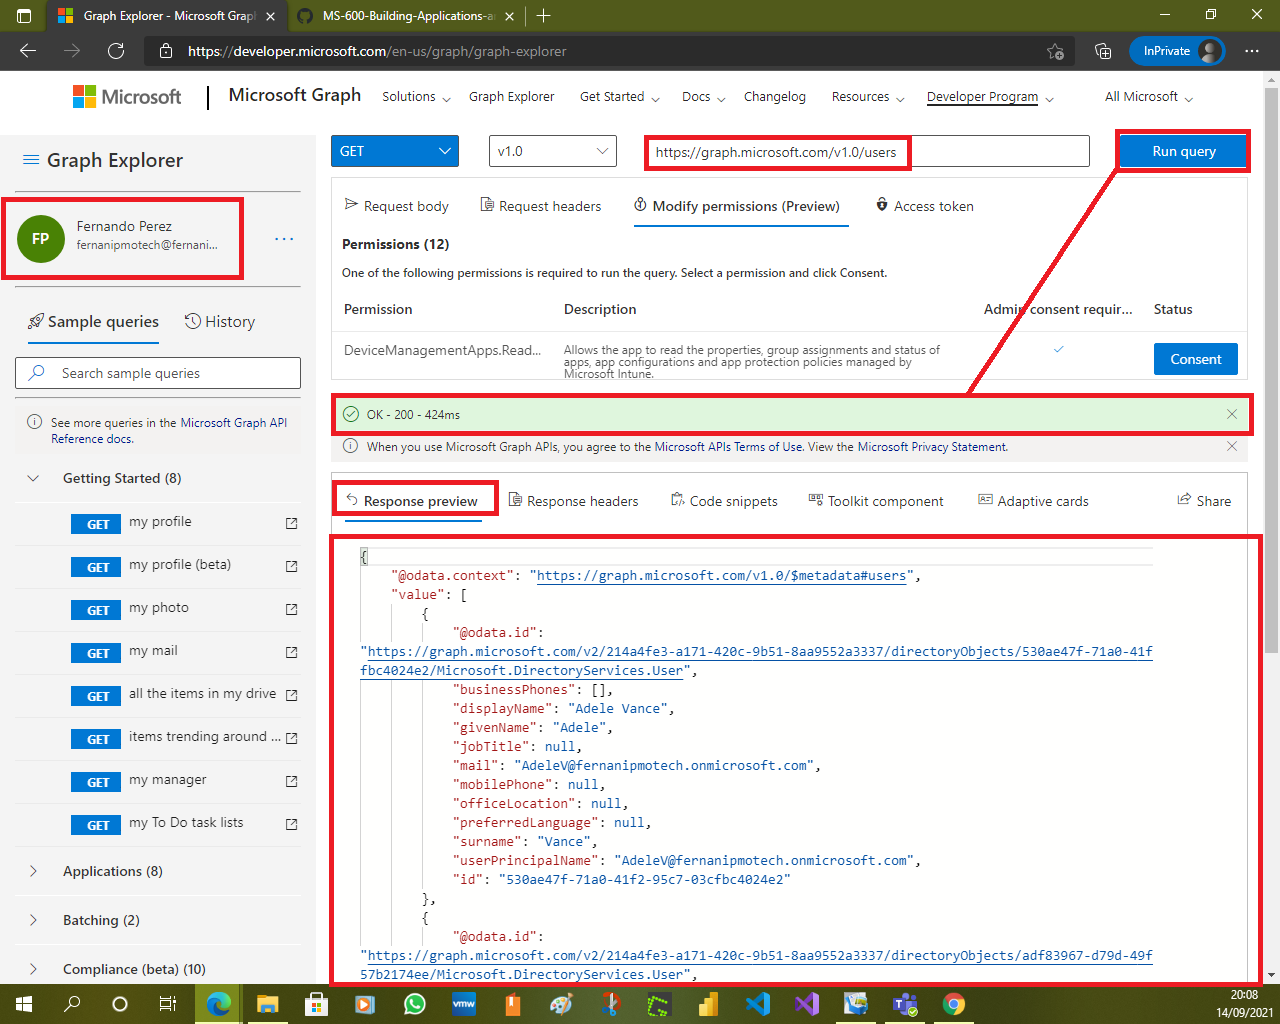 Graph Explorer - Microsoft Grap
MS-600-Building-Applications-a
https://developer.microsoft.com/en-us/graph/graph-explorer
InPrivate
Microsoft
Microsoft Graph
Solutions
Graph Explorer
Get Started
Docs
Changelog
Resources
Developer Program
All Microsoft
Graph Explorer
GET
v1.0
https://graph.microsoft.com/v1.0/users
Run query
FP
Fernando Perez
fernanipmotech@fernani...
...
Request body
Request headers
Modify permissions (Preview)
Access token
Permissions (12)
One of the following permissions is required to run the query. Select a permission and click Consent.
Permission
Description
Admin consent requir...
Status
DeviceManagementApps.Read...
Allows the app to read the properties, group assignments and status of
apps, app configurations and app protection policies managed by
Microsoft Intune.
Consent
Sample queries
History
Search sample queries
See more queries in the Microsoft Graph API
Reference docs.
OK - 200 - 424ms
When you use Microsoft Graph APIs, you agree to the Microsoft APIs Terms of Use. View the Microsoft Privacy Statement.
Getting Started (8)
GET my profile
GET my profile (beta)
GET my photo
GET my mail
GET all the items in my drive
GET items trending around ...
GET my manager
GET my To Do task lists
Applications (8)
Batching (2)
Compliance (beta) (10)
Response preview
Response headers
Code snippets
Toolkit component
Adaptive cards
Share
{
"@odata.context": "https://graph.microsoft.com/v1.0/$metadata#users",
"value": [
{
"@odata.id":
"https://graph.microsoft.com/v2/214a4fe3-a171-420c-9b51-8aa9552a3337/directoryObjects/530ae47f-71a0-41f
fbc4024e2/Microsoft.DirectoryServices.User",
"businessPhones": [],
"displayName": "Adele Vance",
"givenName": "Adele",
"jobTitle": null,
"mail": "AdeleV@fernanipmotech.onmicrosoft.com",
"mobilePhone": null,
"officeLocation": null,
"preferredLanguage": null,
"surname": "Vance",
"userPrincipalName": "AdeleV@fernanipmotech.onmicrosoft.com",
"id": "530ae47f-71a0-41f2-95c7-03cfbc4024e2"
},
{
"@odata.id":
"https://graph.microsoft.com/v2/214a4fe3-a171-420c-9b51-8aa9552a3337/directoryObjects/adf83967-d79d-49f
57b2174ee/Microsoft.DirectoryServices.User",
vmw
20:08
14/09/2021